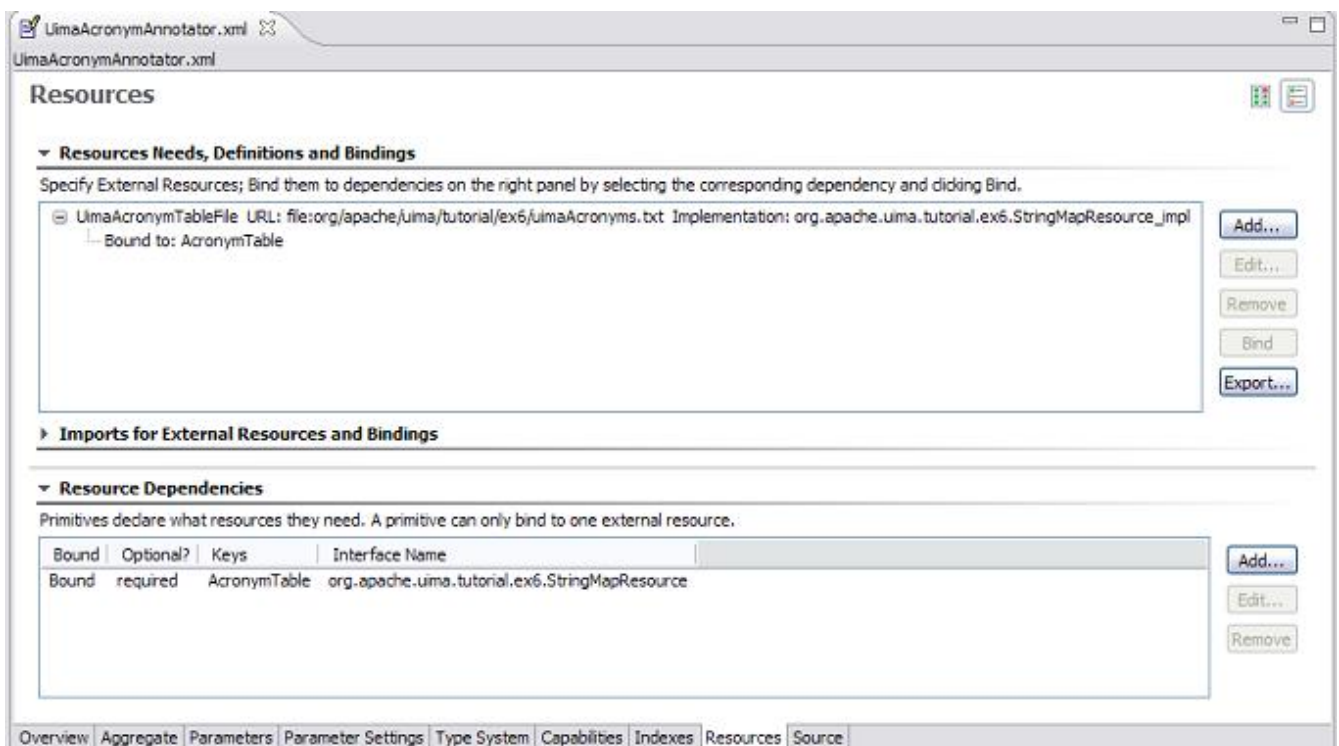 UimaAcronymAnnotator.xml
UimaAcronymAnnotator.xml
Resources
Resources Needs, Definitions and Bindings
Specify External Resources; Bind them to dependencies on the right panel by selecting the corresponding dependency and clicking Bind.
UimaAcronymTableFile URL: file:org/apache/uima/tutorial/ex6/uimaAcronyms.txt Implementation: org.apache.uima.tutorial.ex6.StringMapResource_impl
Bound to: AcronymTable
Add...
Edit...
Remove
Bind
Export...
Imports for External Resources and Bindings
Resource Dependencies
Primitives declare what resources they need. A primitive can only bind to one external resource.
Bound Optional? Keys Interface Name
Bound required AcronymTable org.apache.uima.tutorial.ex6.StringMapResource
Add...
Edit...
Remove
Overview Aggregate Parameters Parameter Settings Type System Capabilities Indexes Resources Source